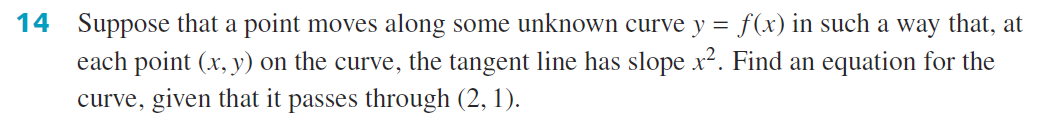 14 Suppose that a point moves along some unknown curve y = f(x) in such a way that, at
each point (x, y) on the curve, the tangent line has slope x². Find an equation for the
curve, given that it passes through (2, 1).